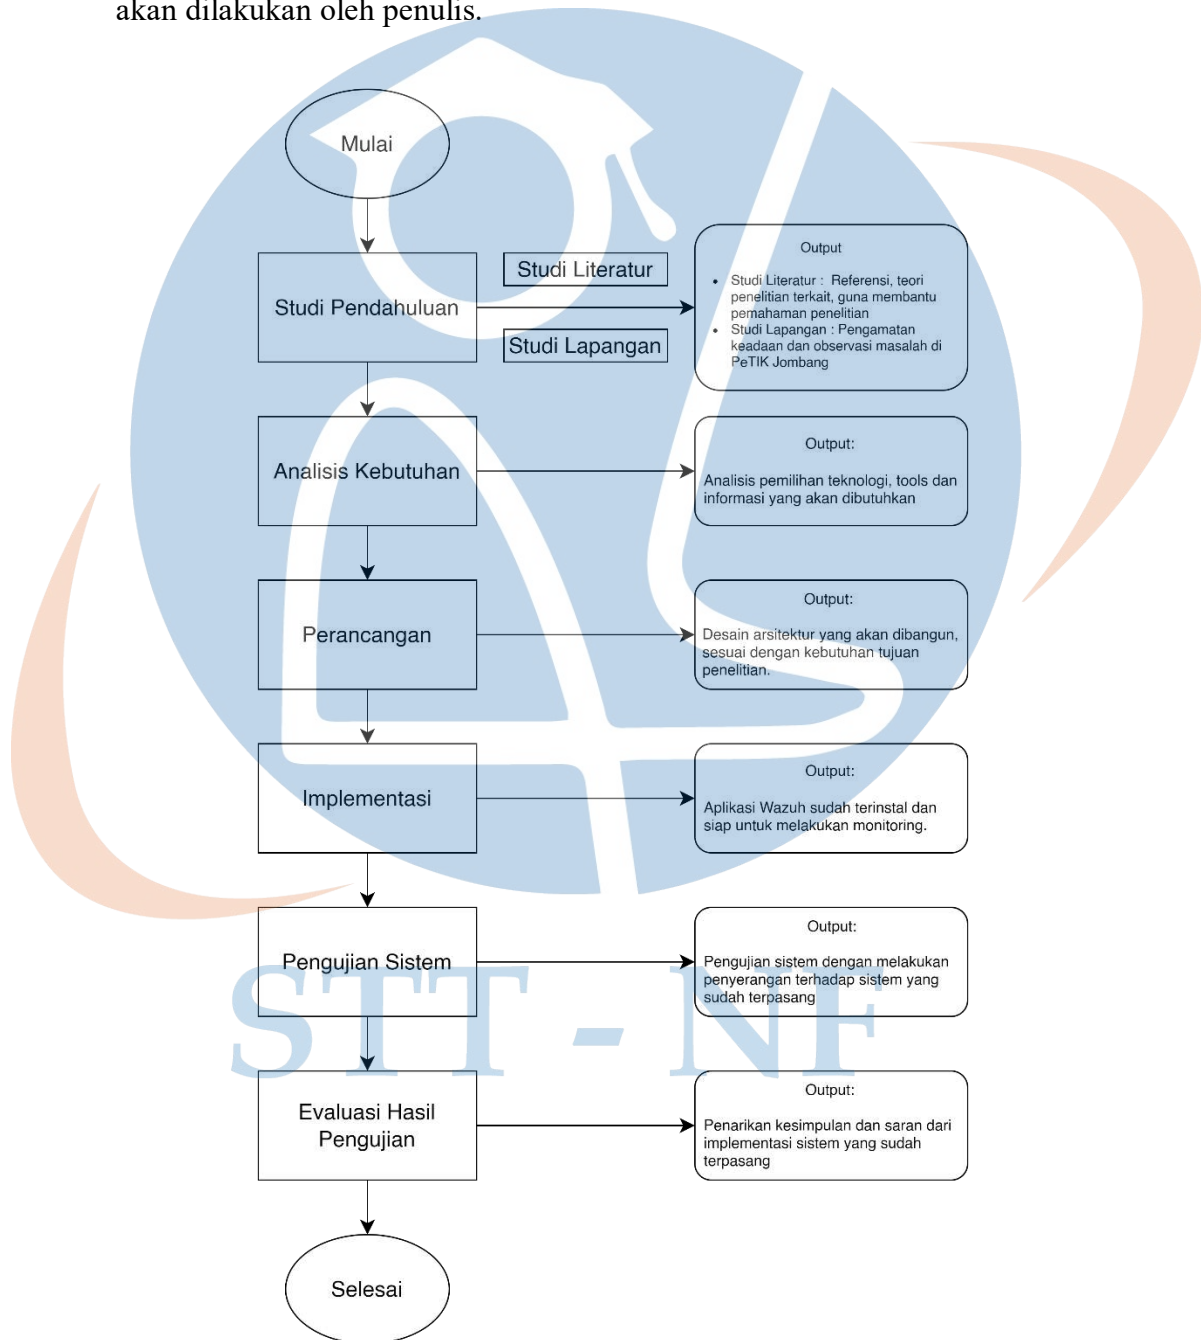 akan dilakukan oleh penulis.
Mulai
Studi Pendahuluan
Studi Literatur
Studi Lapangan
Output
• Studi Literatur : Referensi, teori
penelitian terkait, guna membantu
pemahaman penelitian
• Studi Lapangan : Pengamatan
keadaan dan observasi masalah di
PeTIK Jombang
Analisis Kebutuhan
Output:
Analisis pemilihan teknologi, tools dan
informasi yang akan dibutuhkan
Perancangan
Output:
Desain arsitektur yang akan dibangun,
sesuai dengan kebutuhan tujuan
penelitian.
Implementasi
Output:
Aplikasi Wazuh sudah terinstal dan
siap untuk melakukan monitoring.
Pengujian Sistem
Output:
Pengujian sistem dengan melakukan
penyerangan terhadap sistem yang
sudah terpasang
STT - NF
Evaluasi Hasil
Pengujian
Output:
Penarikan kesimpulan dan saran dari
implementasi sistem yang sudah
terpasang
Selesai